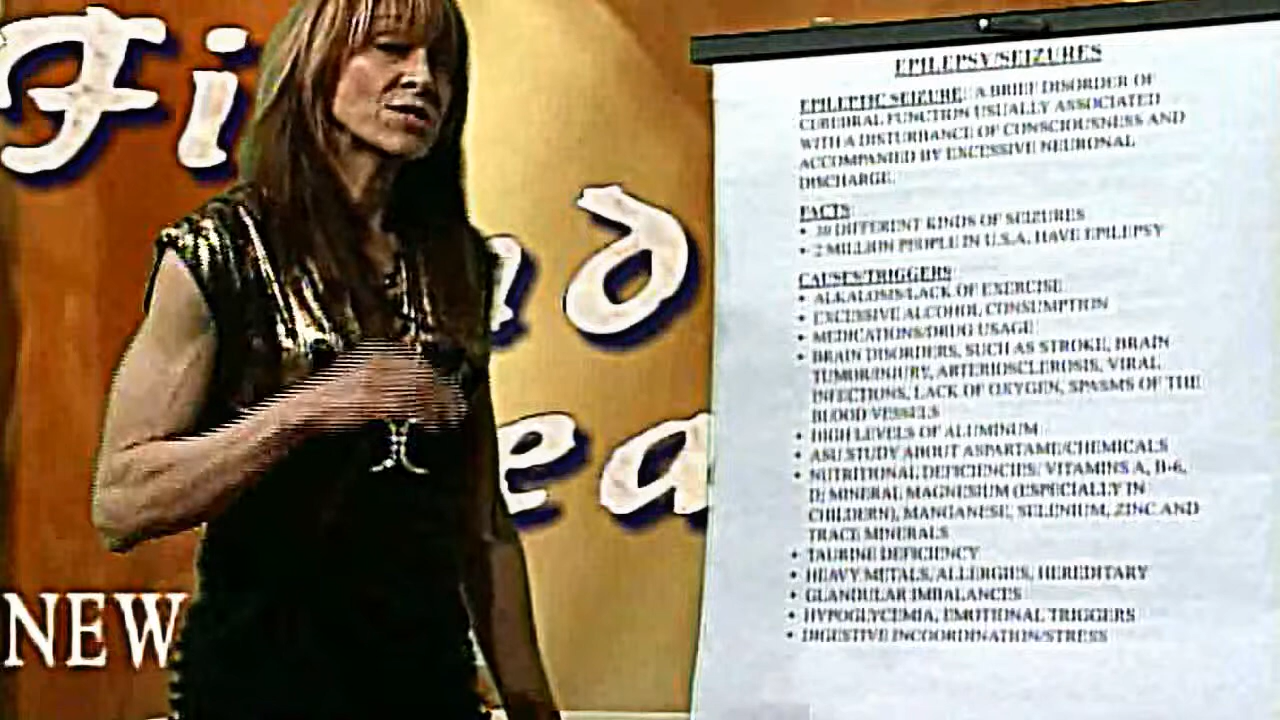 Fi
nd
ea
NEW
EPILEPSY/SEIZURES
EPILEPTIC SEIZURE: A BRIEF DISORDER OF
CEREBRAL FUNCTION USUALLY ASSOCIATED
WITH A DISTURBANCE OF CONSCIOUSNESS AND
ACCOMPANIED BY EXCESSIVE NEURONAL
DISCHARGE.
FACTS:
• 30 DIFFERENT KINDS OF SEIZURES
• 2 MILLION PEOPLE IN U.S.A. HAVE EPILEPSY
CAUSES/TRIGGERS:
• ALKALOSIS/LACK OF EXERCISE
• EXCESSIVE ALCOHOL CONSUMPTION
• MEDICATIONS/DRUG USAGE
• BRAIN DISORDERS, SUCH AS STROKE, BRAIN
TUMOR/INJURY, ARTERIOSCLEROSIS, VIRAL
INFECTIONS, LACK OF OXYGEN, SPASMS OF THE
BLOOD VESSELS
• HIGH LEVELS OF ALUMINUM
• ASU STUDY ABOUT ASPARTAME/CHEMICALS
• NUTRITIONAL DEFICIENCIES: VITAMINS A, B-6,
D; MINERAL MAGNESIUM (ESPECIALLY IN
CHILDERN), MANGANESE, SELENIUM, ZINC AND
TRACE MINERALS
• TAURINE DEFICIENCY
• HEAVY METALS, ALLERGIES, HEREDITARY
• GLANDULAR IMBALANCES
• HYPOGLYCEMIA, EMOTIONAL TRIGGERS
• DIGESTIVE INCOORDINATION/STRESS